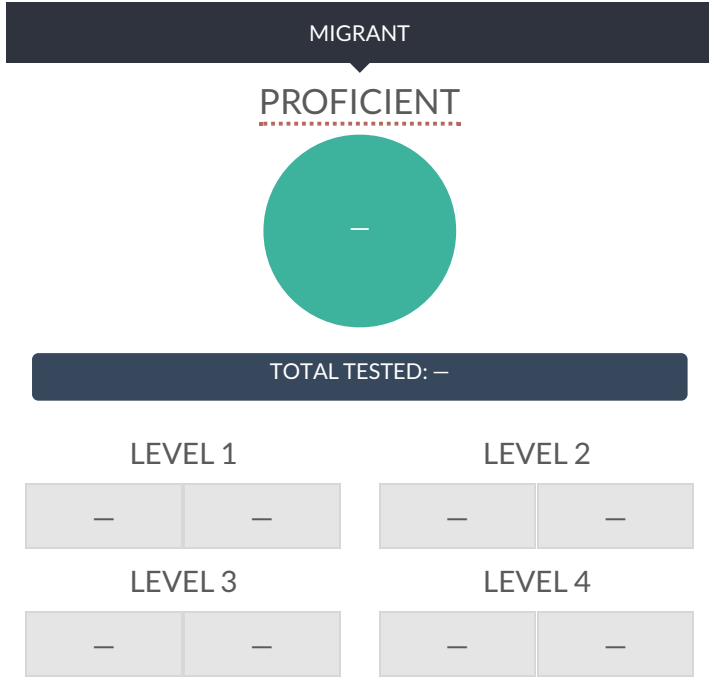 MIGRANT
PROFICIENT
—
TOTAL TESTED: —
LEVEL 1 LEVEL 2
— — — —
LEVEL 3 LEVEL 4
— — — —